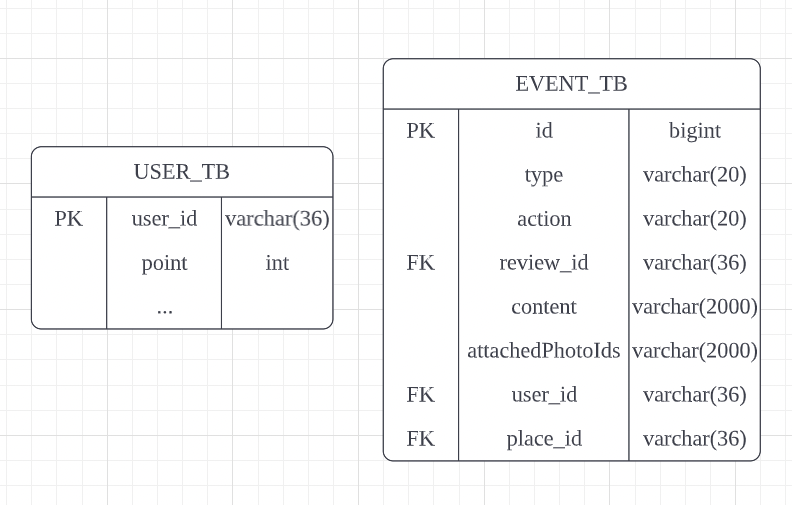 USER_TB
PK user_id varchar(36)
point int
...
EVENT_TB
PK id bigint
type varchar(20)
action varchar(20)
FK review_id varchar(36)
content varchar(2000)
attachedPhotoIds varchar(2000)
FK user_id varchar(36)
FK place_id varchar(36)